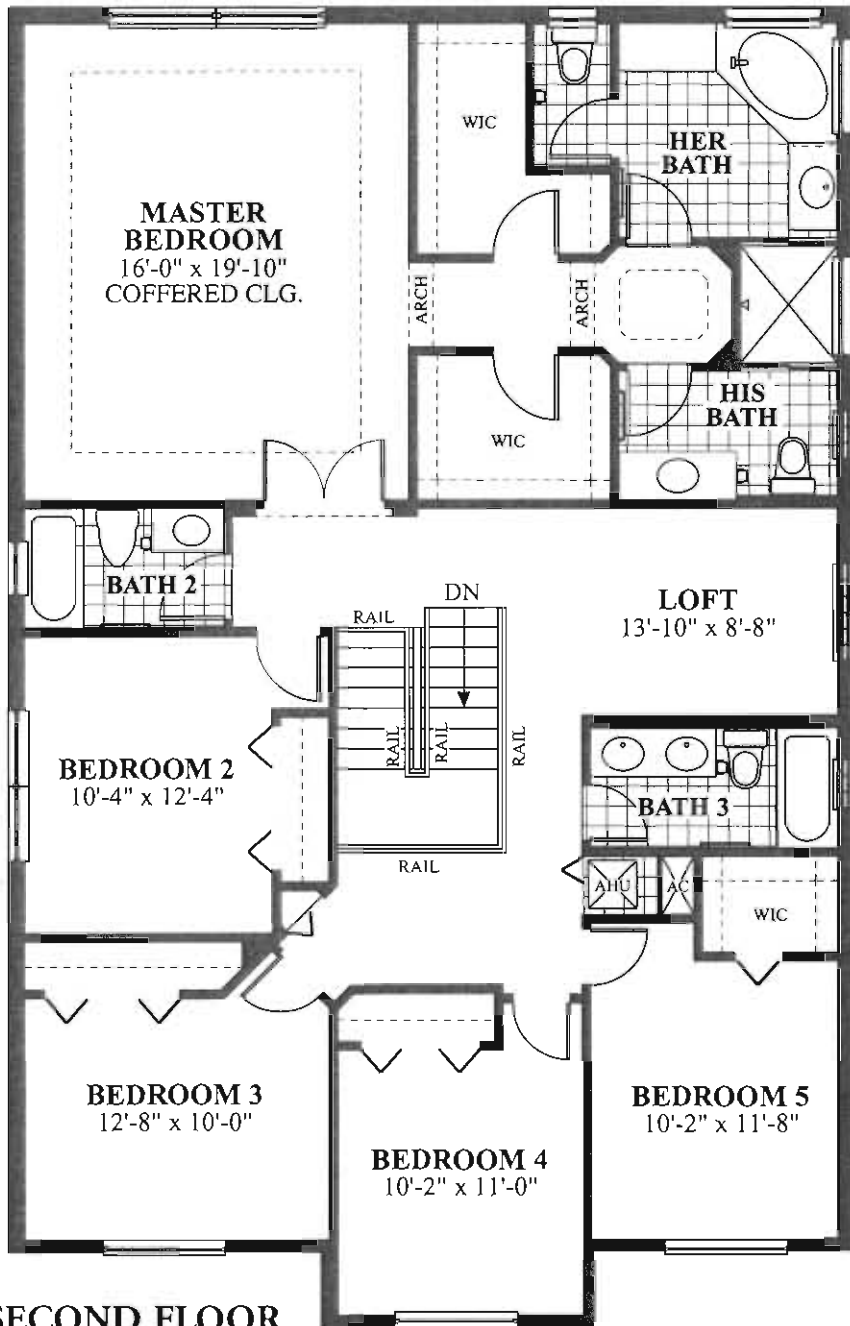 WIC
HER
BATH
MASTER
BEDROOM
16'-0" x 19'-10"
COFFERED CLG.
ARCH
ARCH
HIS
BATH
WIC
BATH 2
DN
RAIL
LOFT
13'-10" x 8'-8"
RAIL
RAIL
RAIL
BEDROOM 2
10'-4" x 12'-4"
BATH 3
RAIL
AHU
AC
WIC
BEDROOM 3
12'-8" x 10'-0"
BEDROOM 5
10'-2" x 11'-8"
BEDROOM 4
10'-2" x 11'-0"
SECOND FLOOR